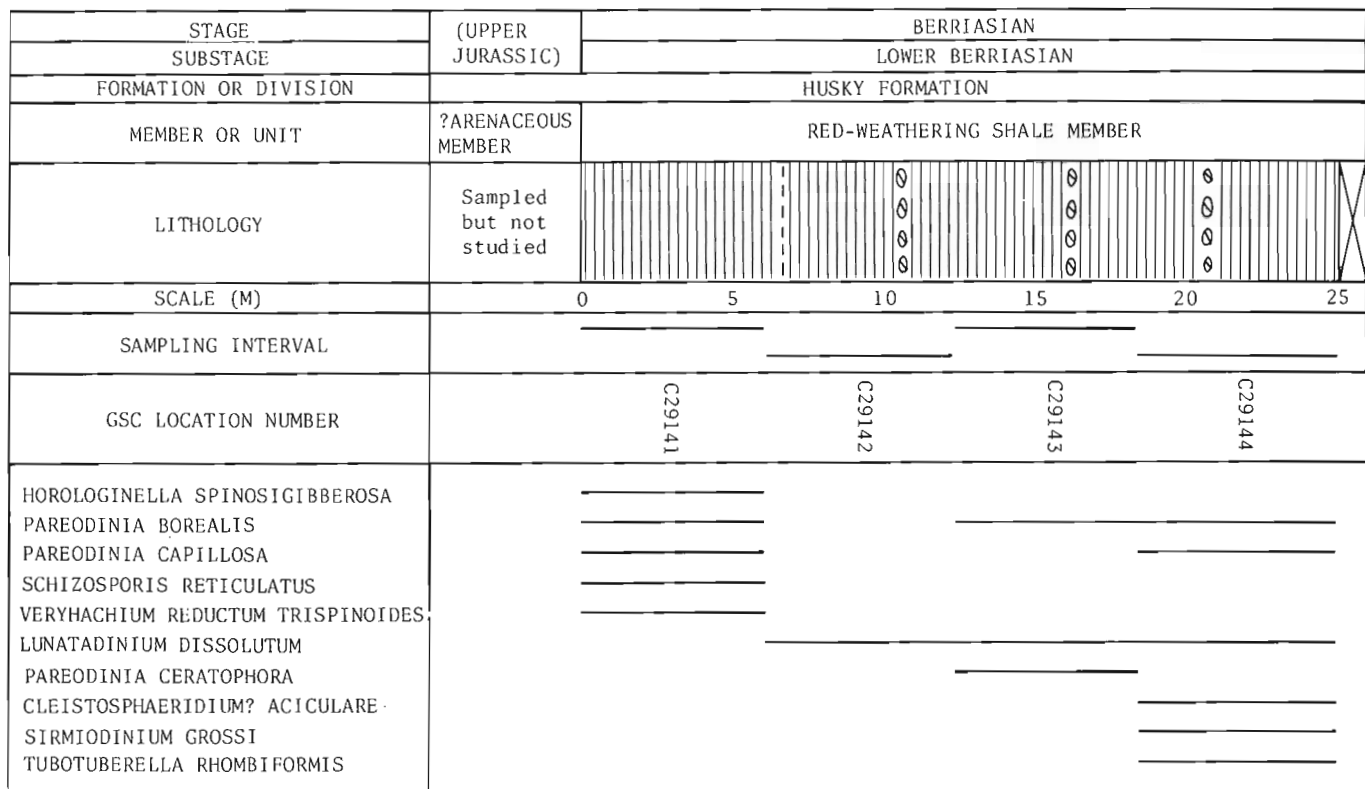 STAGE
(UPPER
JURASSIC)
BERRIASIAN
SUBSTAGE
LOWER BERRIASIAN
FORMATION OR DIVISION
HUSKY FORMATION
MEMBER OR UNIT
?ARENACEOUS
MEMBER
RED-WEATHERING SHALE MEMBER
LITHOLOGY
Sampled
but not
studied
SCALE (M)
0 5 10 15 20 25
SAMPLING INTERVAL
GSC LOCATION NUMBER
C29141
C29142
C29143
C29144
HOROLOGINELLA SPINOSIGIBBEROSA
PAREODINIA BOREALIS
PAREODINIA CAPILLOSA
SCHIZOSPORIS RETICULATUS
VERYHACHIUM REDUCTUM TRISPINOIDES
LUNATADINIUM DISSOLUTUM
PAREODINIA CERATOPHORA
CLEISTOSPHAERIDIUM? ACICULARE
SIRMIODINIUM GROSSI
TUBOTUBERELLA RHOMBIFORMIS